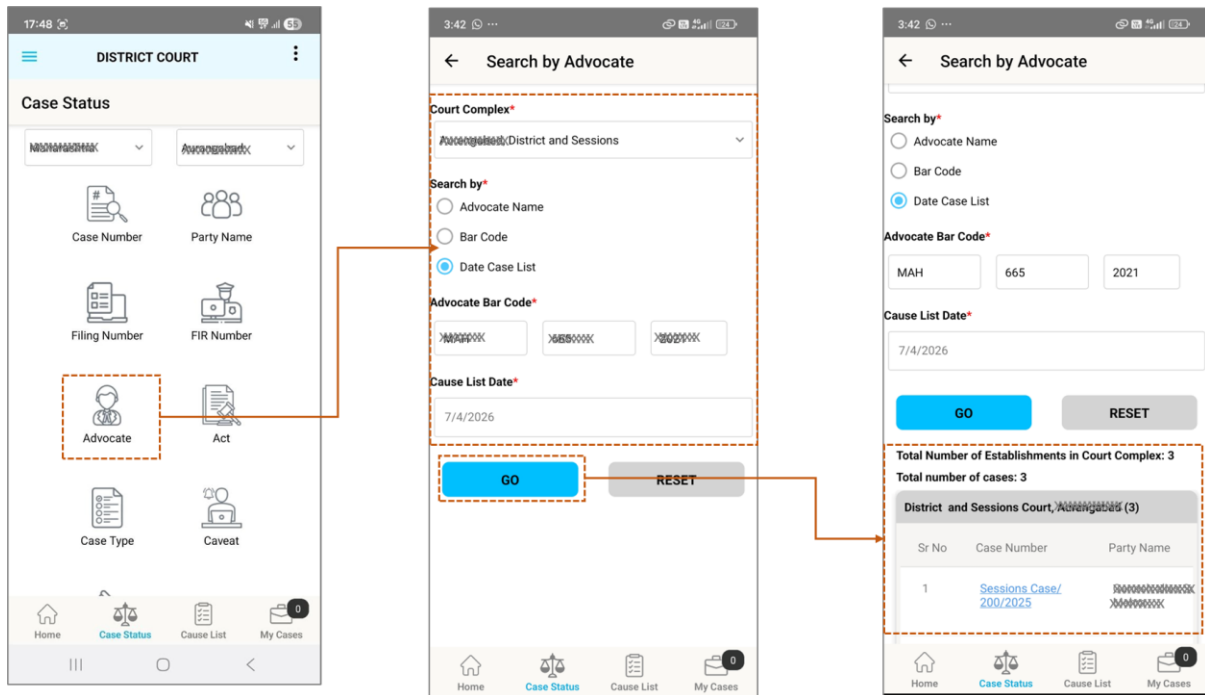 17:48
55
DISTRICT COURT
Case Status
Case Number
Party Name
Filing Number
FIR Number
Advocate
Act
Case Type
Caveat
Home
Case Status
Cause List
My Cases
0
3:42
Search by Advocate
Court Complex*
District and Sessions
Search by*
Advocate Name
Bar Code
Date Case List
Advocate Bar Code*
Cause List Date*
7/4/2026
GO
RESET
Home
Case Status
Cause List
My Cases
0
3:42
Search by Advocate
Search by*
Advocate Name
Bar Code
Date Case List
Advocate Bar Code*
MAH
665
2021
Cause List Date*
7/4/2026
GO
RESET
Total Number of Establishments in Court Complex: 3
Total number of cases: 3
District and Sessions Court, (3)
Sr No
Case Number
Party Name
1
Sessions Case/
200/2025
Home
Case Status
Cause List
My Cases
0